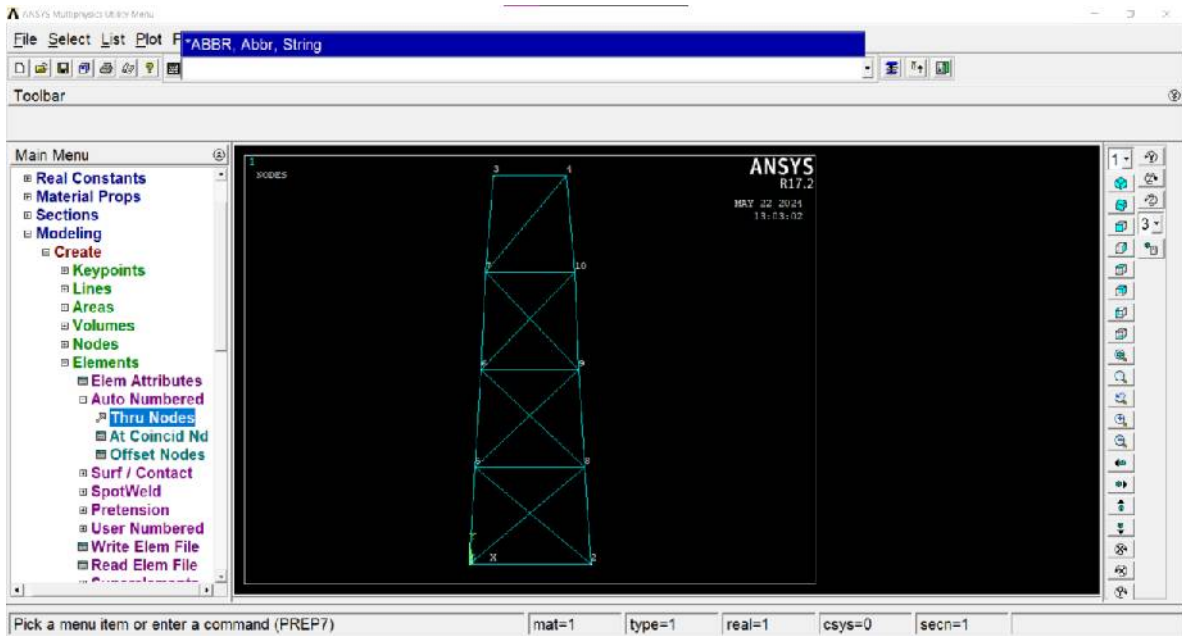 ANSYS Multiphysics Utility Menu
File Select List Plot P
*ABBR, Abbr, String
Toolbar
Main Menu
Real Constants
Material Props
Sections
Modeling
Create
Keypoints
Lines
Areas
Volumes
Nodes
Elements
Elem Attributes
Auto Numbered
Thru Nodes
At Coincid Nd
Offset Nodes
Surf / Contact
SpotWeld
Pretension
User Numbered
Write Elem File
Read Elem File
1
NODES
ANSYS
R17.2
MAY 22 2024
13:03:02
3 4
7 10
6 9
5 8
Y
X 2
1
3
Pick a menu item or enter a command (PREP7) mat=1 type=1 real=1 csys=0 secn=1